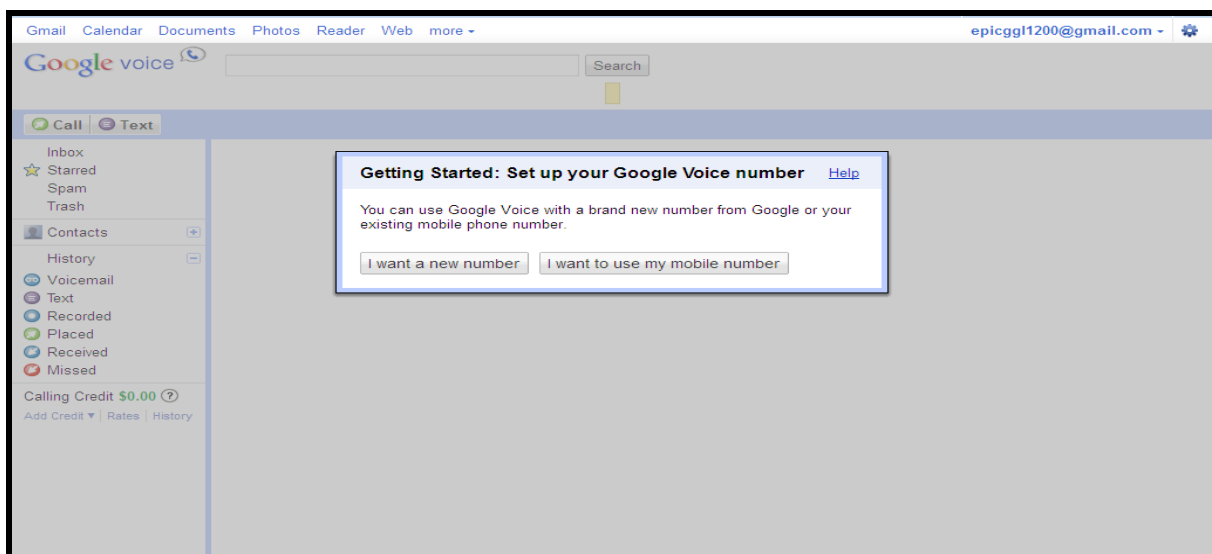 Gmail Calendar Documents Photos Reader Web more epicggl1200@gmail.com
Google voice Search
Call Text
Inbox
Starred
Spam
Trash
Contacts
History
Voicemail
Text
Recorded
Placed
Received
Missed
Calling Credit $0.00 ?
Add Credit | Rates | History
Getting Started: Set up your Google Voice number Help
You can use Google Voice with a brand new number from Google or your
existing mobile phone number.
I want a new number I want to use my mobile number